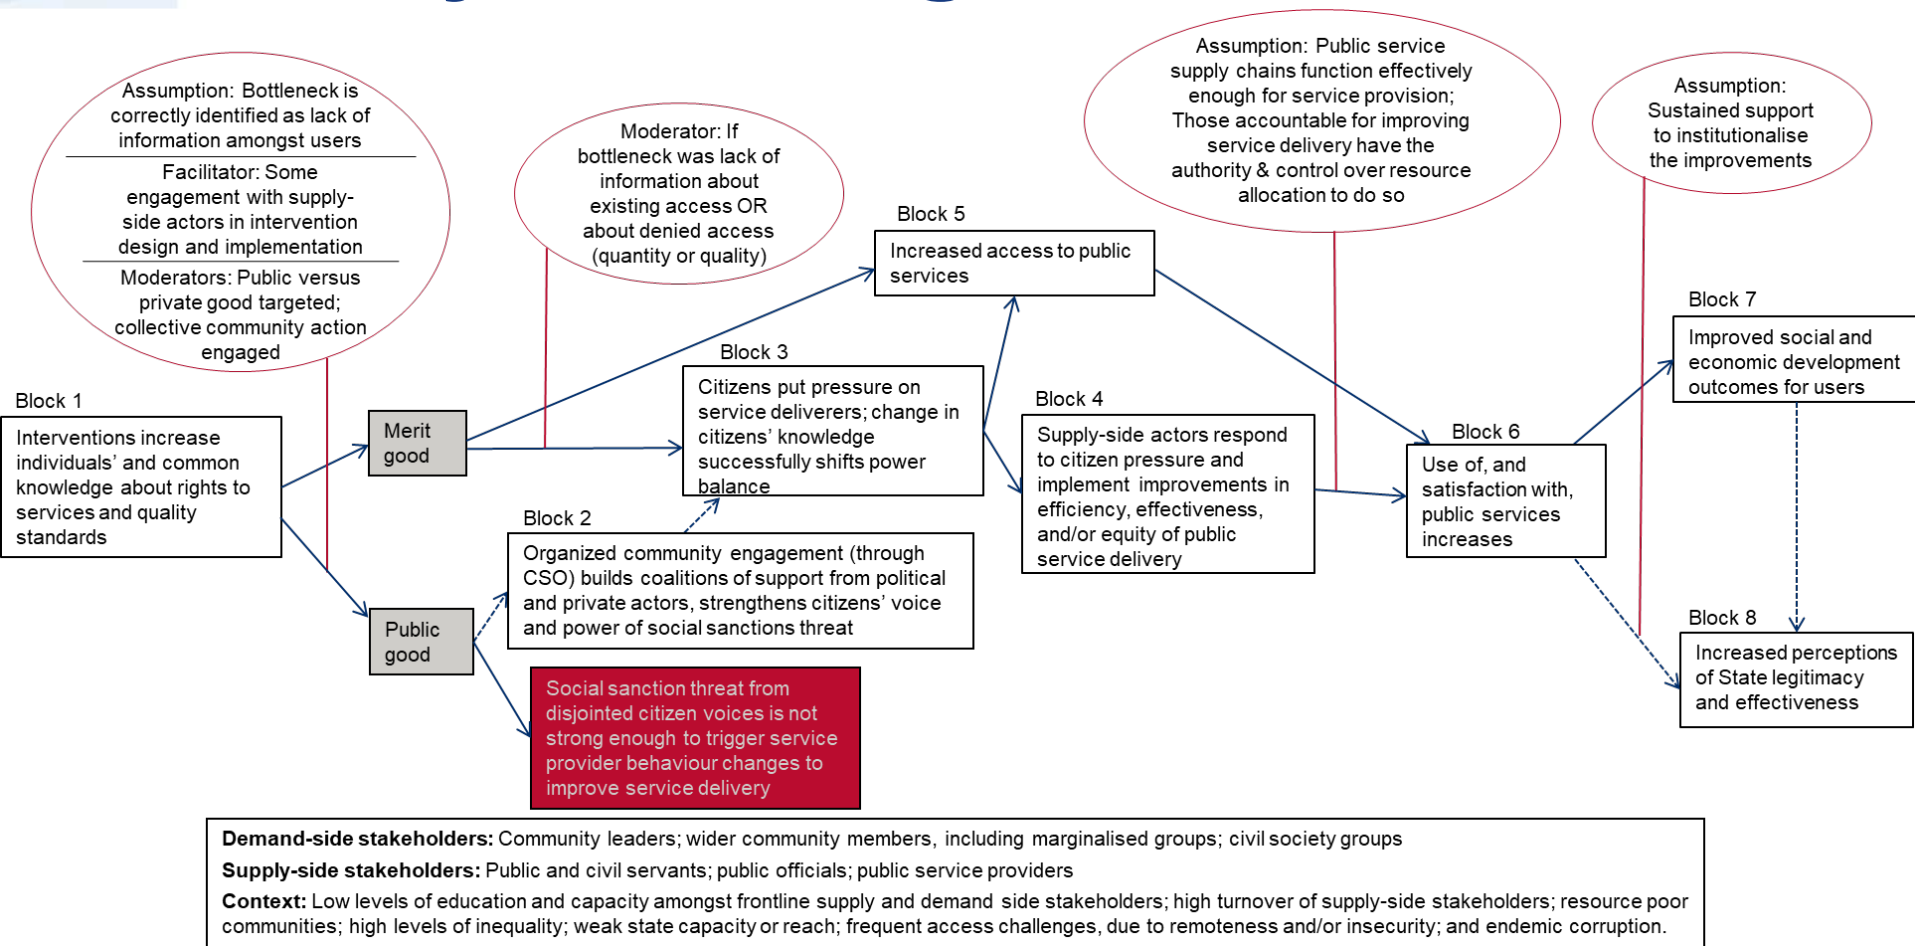 Assumption: Bottleneck is
correctly identified as lack of
information amongst users
Facilitator: Some
engagement with supply-
side actors in intervention
design and implementation
Moderators: Public versus
private good targeted;
collective community action
engaged
Moderator: If
bottleneck was lack of
information about
existing access OR
about denied access
(quantity or quality)
Assumption: Public service
supply chains function effectively
enough for service provision;
Those accountable for improving
service delivery have the
authority & control over resource
allocation to do so
Assumption:
Sustained support
to institutionalise
the improvements
Block 1
Interventions increase
individuals’ and common
knowledge about rights to
services and quality
standards
Merit
good
Public
good
Block 2
Organized community engagement (through
CSO) builds coalitions of support from political
and private actors, strengthens citizens’ voice
and power of social sanctions threat
Social sanction threat from
disjointed citizen voices is not
strong enough to trigger service
provider behaviour changes to
improve service delivery
Block 3
Citizens put pressure on
service deliverers; change in
citizens’ knowledge
successfully shifts power
balance
Block 4
Supply-side actors respond
to citizen pressure and
implement improvements in
efficiency, effectiveness,
and/or equity of public
service delivery
Block 5
Increased access to public
services
Block 6
Use of, and
satisfaction with,
public services
increases
Block 7
Improved social and
economic development
outcomes for users
Block 8
Increased perceptions
of State legitimacy
and effectiveness
Demand-side stakeholders: Community leaders; wider community members, including marginalised groups; civil society groups
Supply-side stakeholders: Public and civil servants; public officials; public service providers
Context: Low levels of education and capacity amongst frontline supply and demand side stakeholders; high turnover of supply-side stakeholders; resource poor
communities; high levels of inequality; weak state capacity or reach; frequent access challenges, due to remoteness and/or insecurity; and endemic corruption.